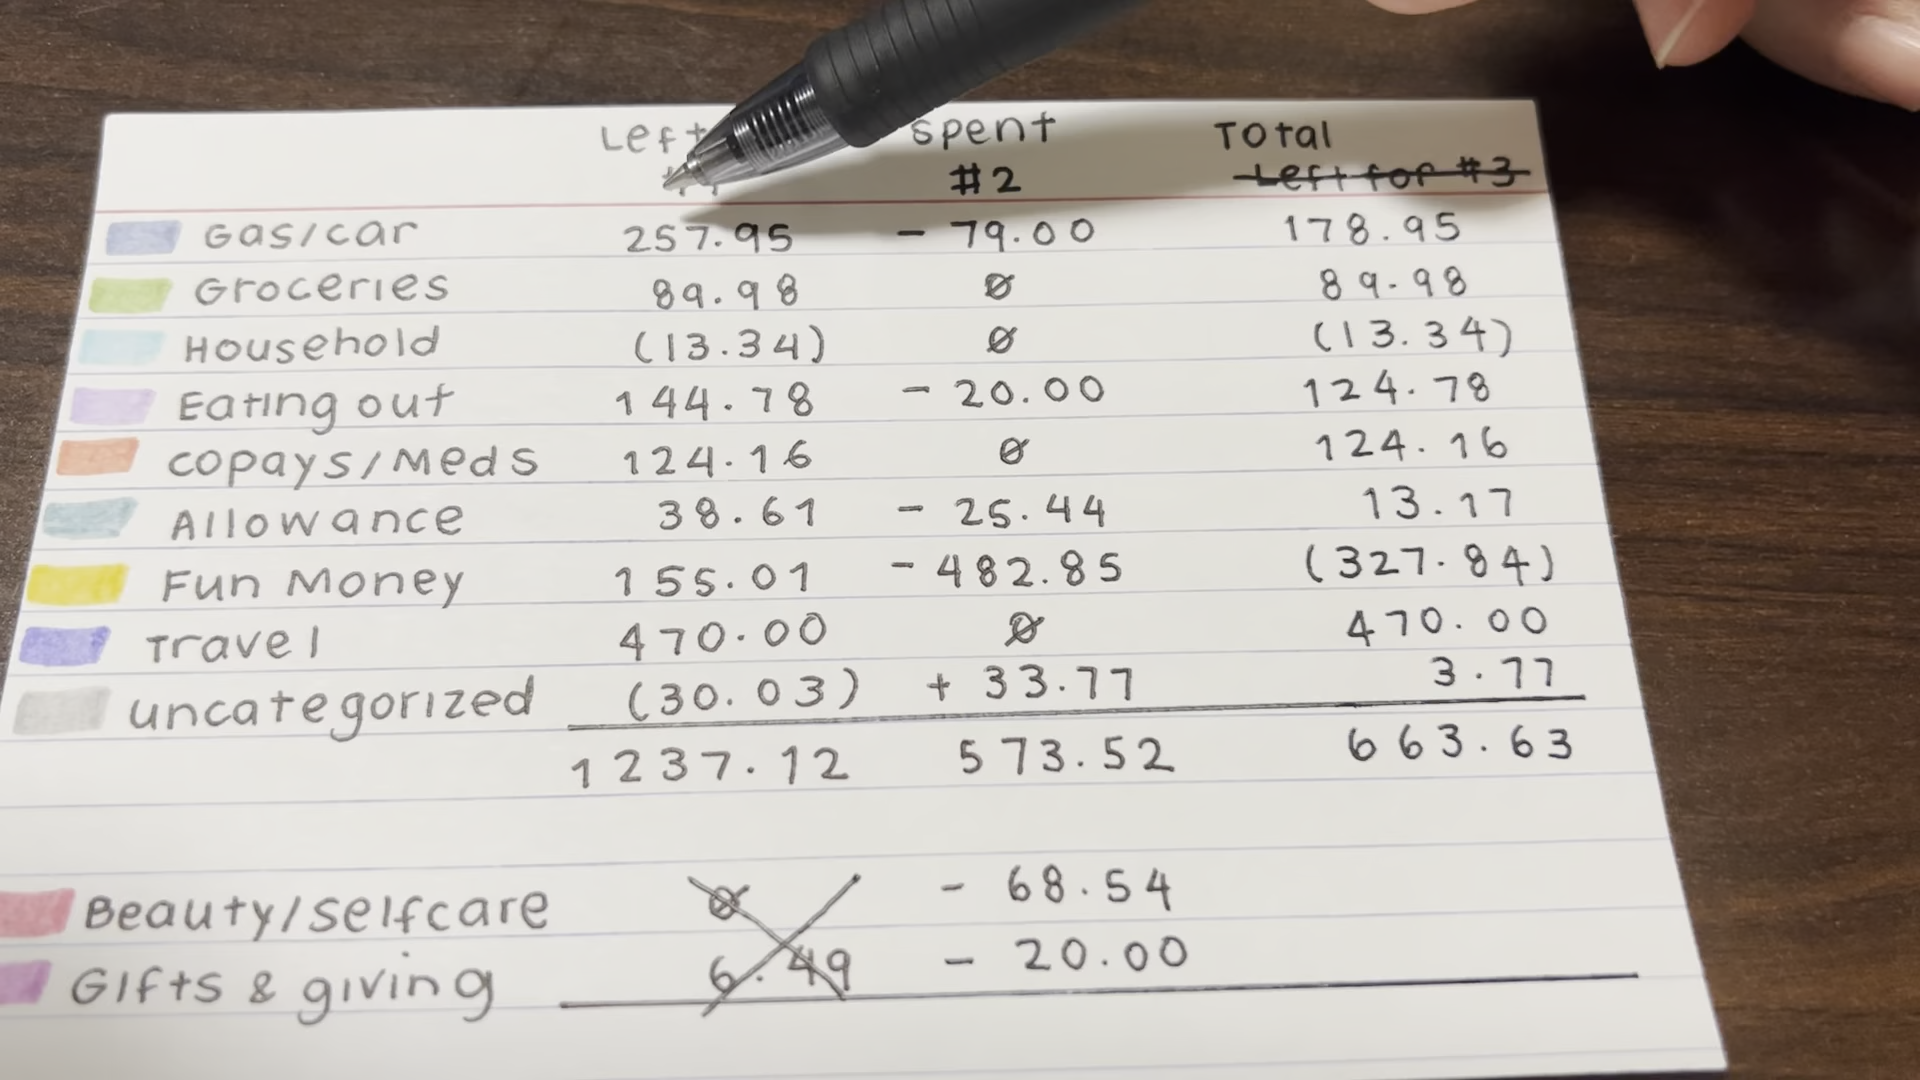 Left Spent Total
#2 Left for #3
Gas/car 257.95 - 79.00 178.95
Groceries 89.98 Ø 89.98
Household (13.34) Ø (13.34)
Eating out 144.78 - 20.00 124.78
Copays/Meds 124.16 Ø 124.16
Allowance 38.61 - 25.44 13.17
Fun Money 155.01 - 482.85 (327.84)
Travel 470.00 Ø 470.00
uncategorized (30.03) + 33.77 3.77
1237.12 573.52 663.63
Beauty/selfcare Ø - 68.54
Gifts & giving 6.49 - 20.00